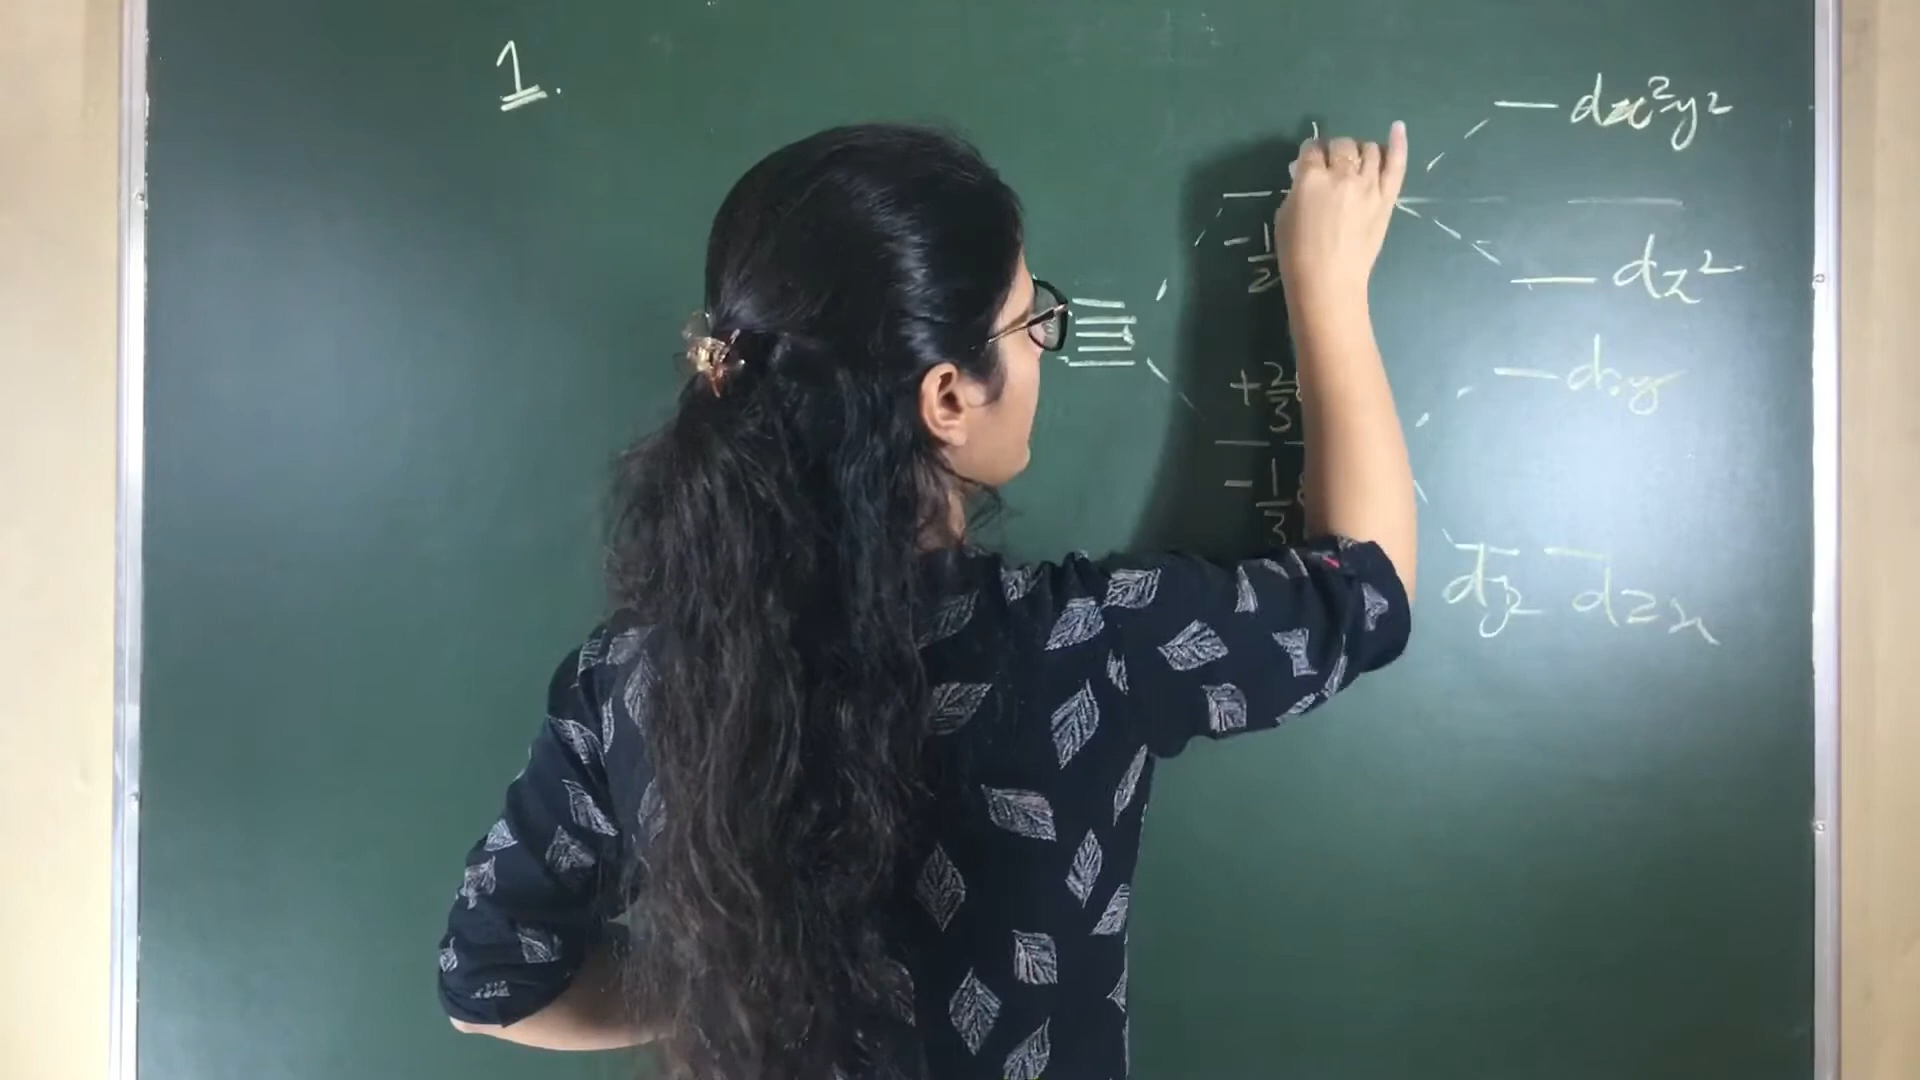 1.
dx²-y²
-1/2
dz²
+2/3
dxy
-1/3
dyz dzx